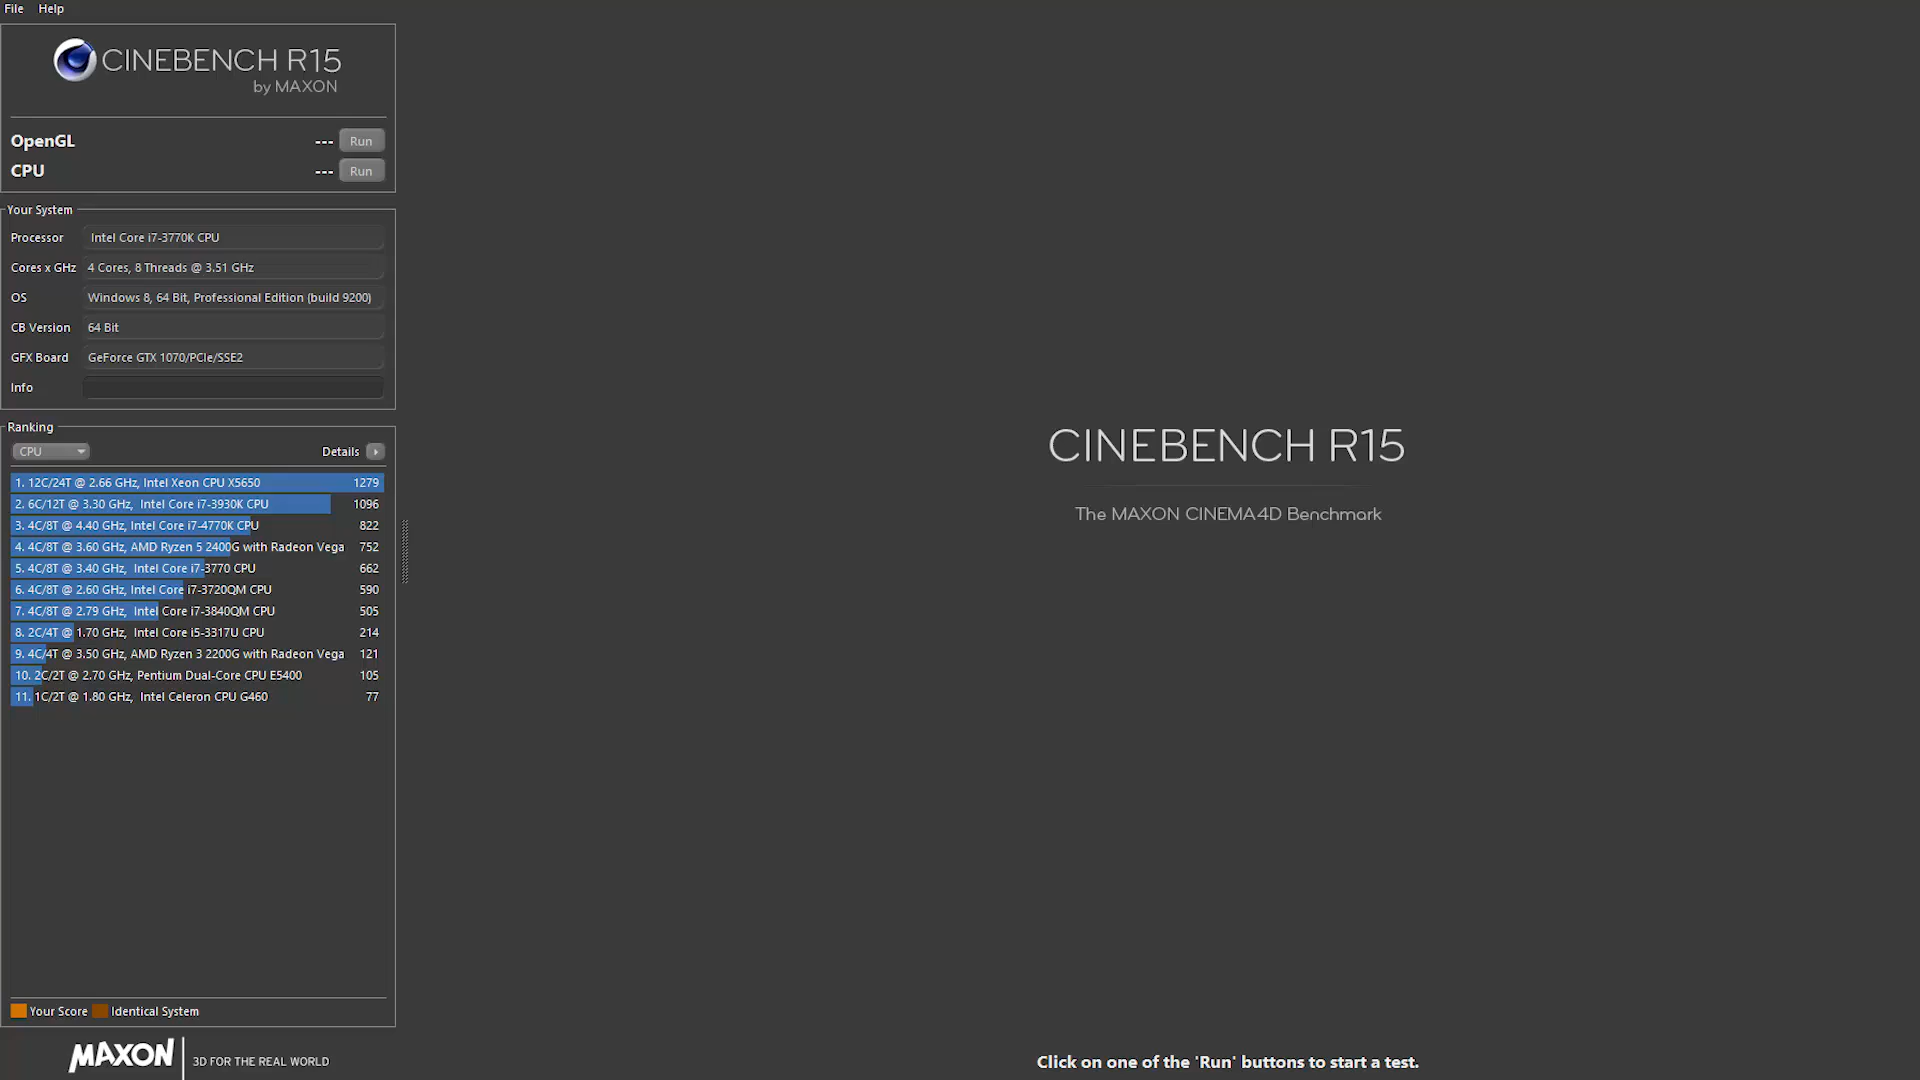 File Help
CINEBENCH R15
by MAXON
OpenGL --- Run
CPU --- Run
Your System
Processor Intel Core i7-3770K CPU
Cores x GHz 4 Cores, 8 Threads @ 3.51 GHz
OS Windows 8, 64 Bit, Professional Edition (build 9200)
CB Version 64 Bit
GFX Board GeForce GTX 1070/PCIe/SSE2
Info
Ranking
CPU Details
1. 12C/24T @ 2.66 GHz, Intel Xeon CPU X5650 1279
2. 6C/12T @ 3.30 GHz, Intel Core i7-3930K CPU 1096
3. 4C/8T @ 4.40 GHz, Intel Core i7-4770K CPU 822
4. 4C/8T @ 3.60 GHz, AMD Ryzen 5 2400G with Radeon Vega 752
5. 4C/8T @ 3.40 GHz, Intel Core i7-3770 CPU 662
6. 4C/8T @ 2.60 GHz, Intel Core i7-3720QM CPU 590
7. 4C/8T @ 2.79 GHz, Intel Core i7-3840QM CPU 505
8. 2C/4T @ 1.70 GHz, Intel Core i5-3317U CPU 214
9. 4C/4T @ 3.50 GHz, AMD Ryzen 3 2200G with Radeon Vega 121
10. 2C/2T @ 2.70 GHz, Pentium Dual-Core CPU E5400 105
11. 1C/2T @ 1.80 GHz, Intel Celeron CPU G460 77
Your Score Identical System
MAXON 3D FOR THE REAL WORLD
CINEBENCH R15
The MAXON CINEMA4D Benchmark
Click on one of the 'Run' buttons to start a test.